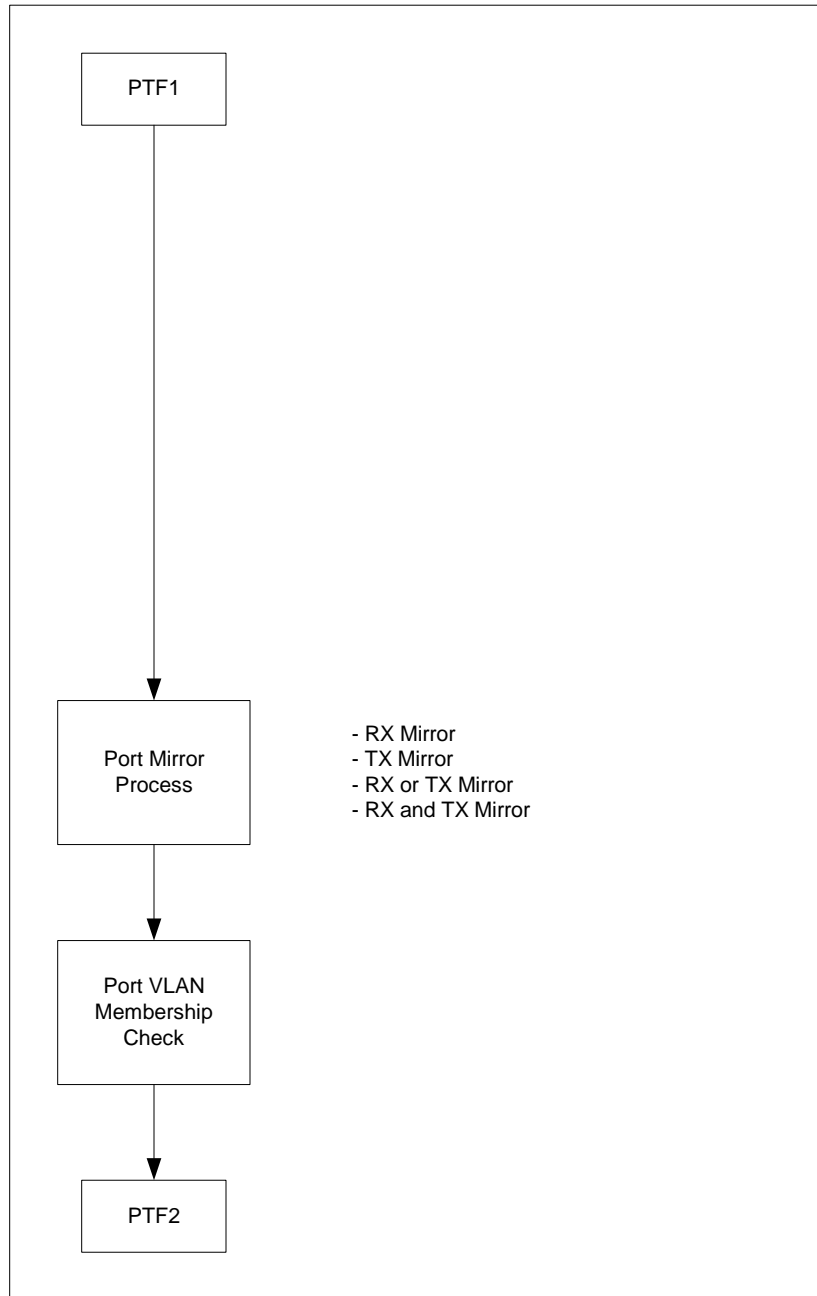 PTF1
Port Mirror
Process
- RX Mirror
- TX Mirror
- RX or TX Mirror
- RX and TX Mirror
Port VLAN
Membership
Check
PTF2